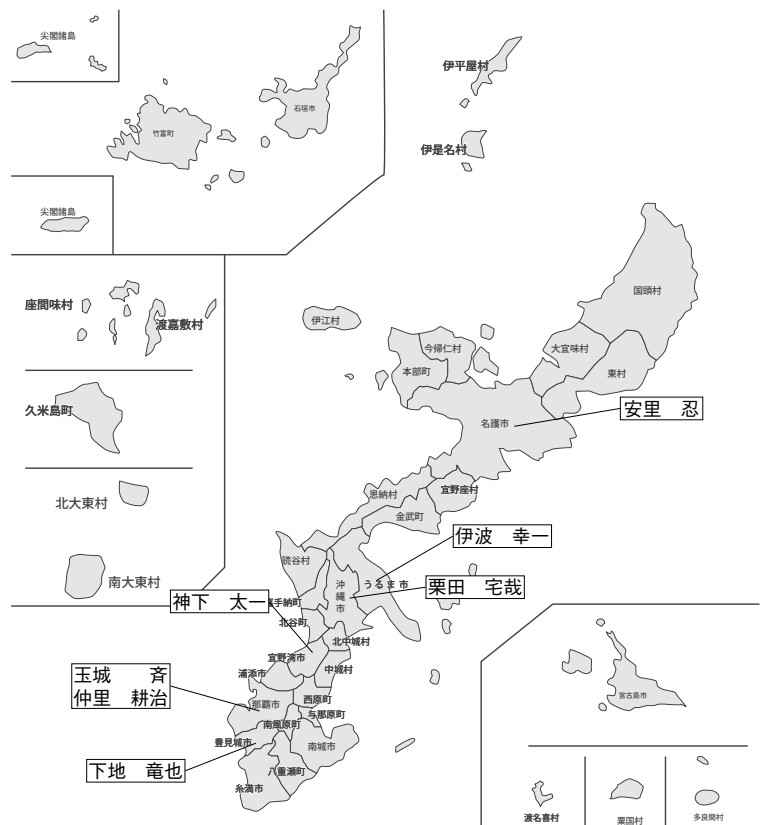 尖閣諸島
伊平屋村
石垣市
竹富町
伊是名村
尖閣諸島
国頭村
座間味村
渡嘉敷村
伊江村
今帰仁村
大宜味村
本部町
東村
久米島町
安里 忍
名護市
恩納村
宜野座村
北大東村
金武町
伊波 幸一
読谷村
南大東村
沖縄市
うるま市
栗田 宅哉
神下 太一
嘉手納町
北谷町
北中城村
宜野湾市
中城村
浦添市
玉城 斉
仲里 耕治
西原町
那覇市
与那原町
南風原町
豊見城市
南城市
下地 竜也
八重瀬町
糸満市
宮古島市
渡名喜村
粟国村
多良間村